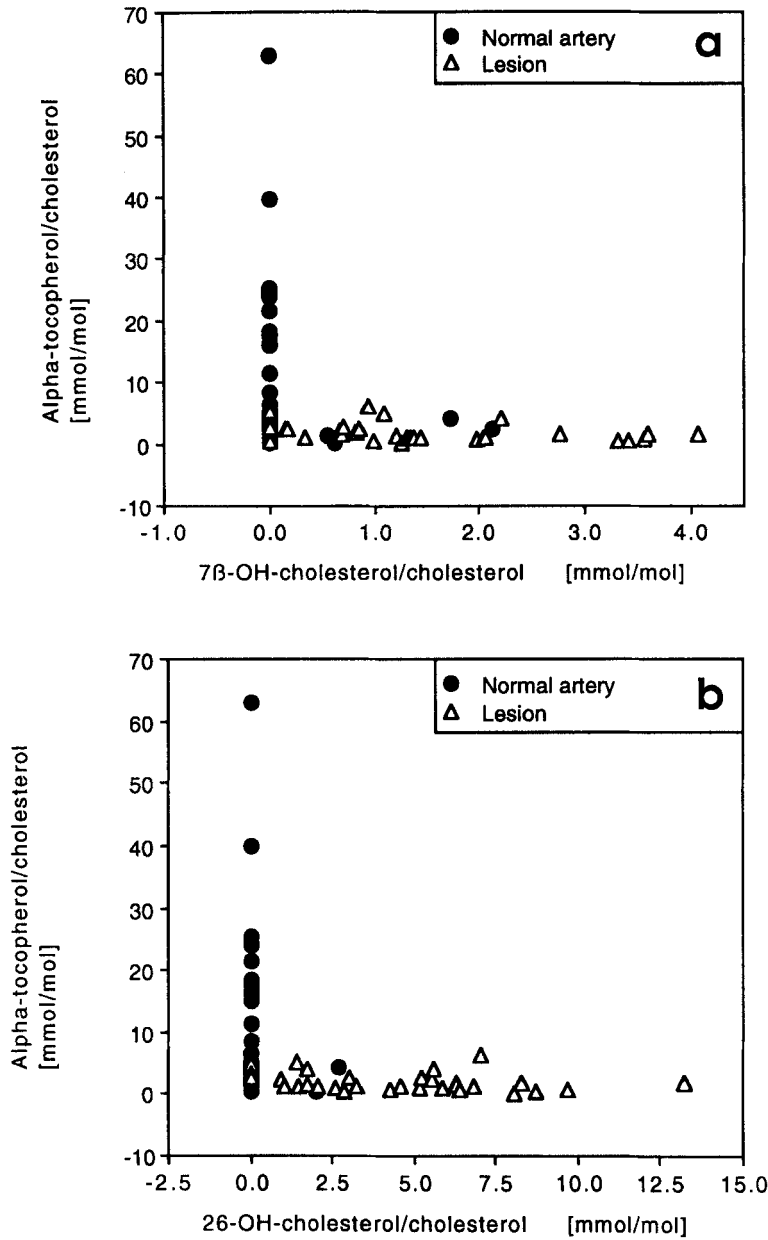 70
60
50
40
30
20
10
0
-10
Alpha-tocopherol/cholesterol
[mmol/mol]
Normal artery
Lesion
a
-1.0 0.0 1.0 2.0 3.0 4.0
7ß-OH-cholesterol/cholesterol [mmol/mol]
70
60
50
40
30
20
10
0
-10
Alpha-tocopherol/cholesterol
[mmol/mol]
Normal artery
Lesion
b
-2.5 0.0 2.5 5.0 7.5 10.0 12.5 15.0
26-OH-cholesterol/cholesterol [mmol/mol]